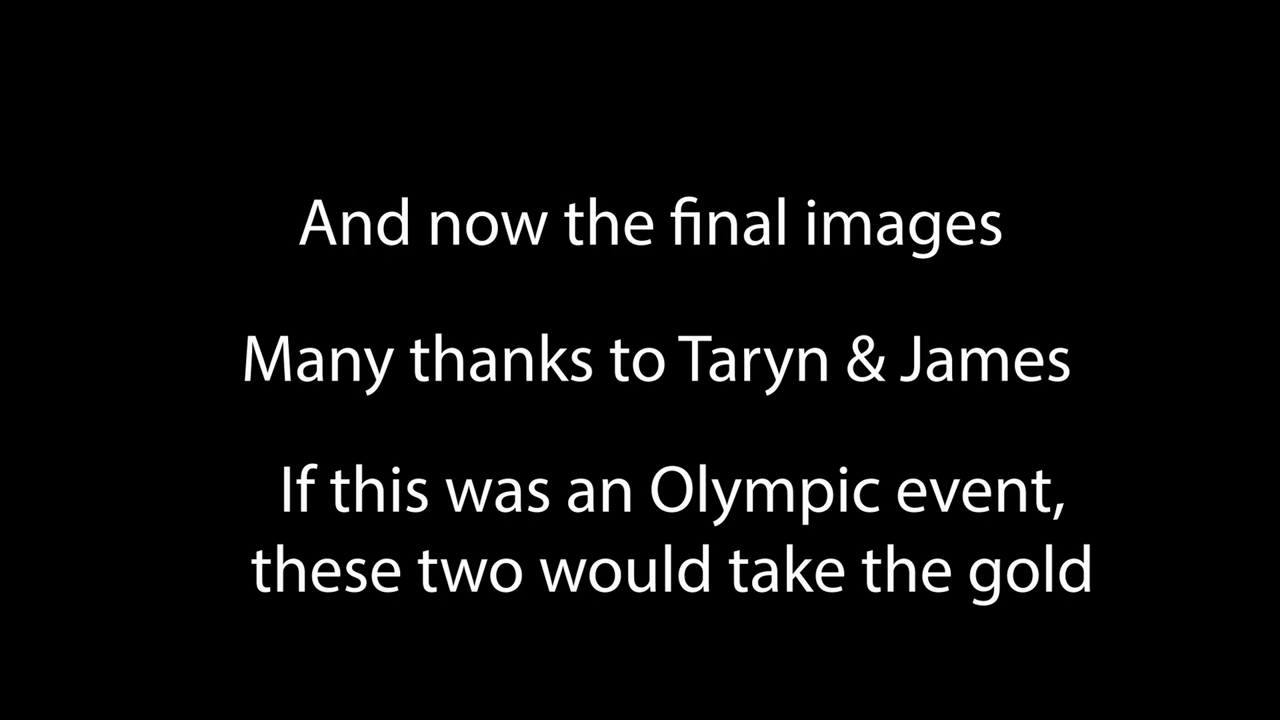 And now the final images
Many thanks to Taryn & James
If this was an Olympic event,
these two would take the gold